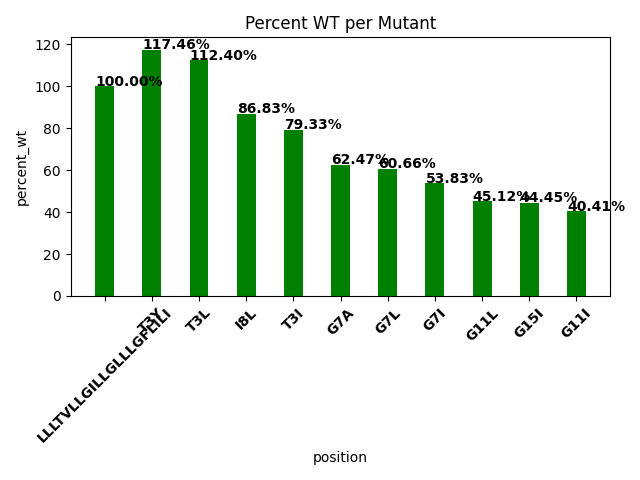 Percent WT per Mutant
120
100
80
60
40
20
0
percent_wt
100.00%
117.46%
112.40%
86.83%
79.33%
62.47%
60.66%
53.83%
45.12%
44.45%
40.41%
LLLTVLLGILLGLLLGFLILI
T3Y
T3L
I8L
T3I
G7A
G7L
G7I
G11L
G15I
G11I
position